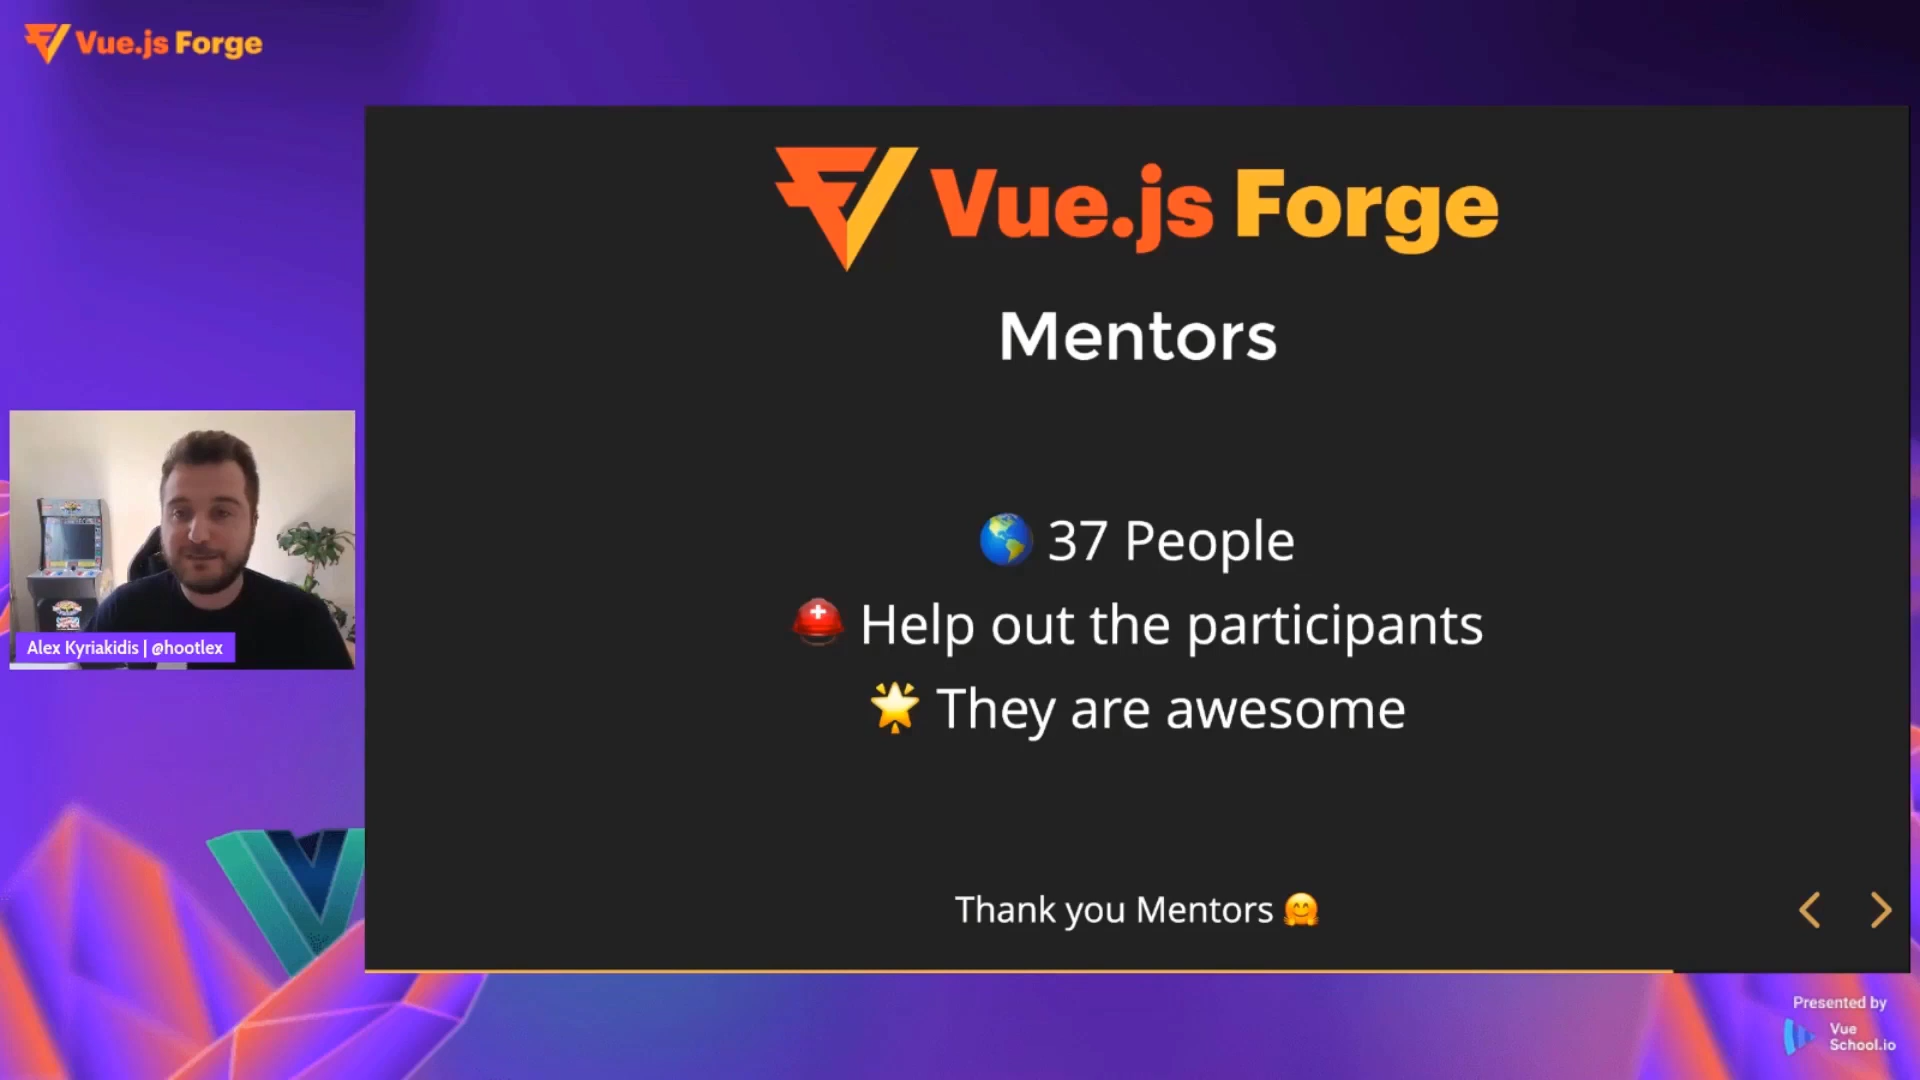 Vue.js Forge
Vue.js Forge
Mentors
🌎 37 People
⛑️ Help out the participants
🌟 They are awesome
Thank you Mentors 🤗
Alex Kyriakidis | @hootlex
Presented by
Vue
School.io